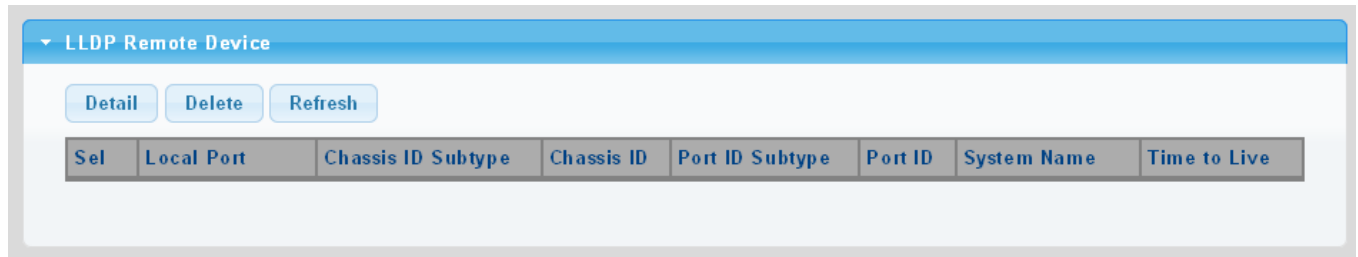 LLDP Remote Device
Detail Delete Refresh
Sel Local Port Chassis ID Subtype Chassis ID Port ID Subtype Port ID System Name Time to Live